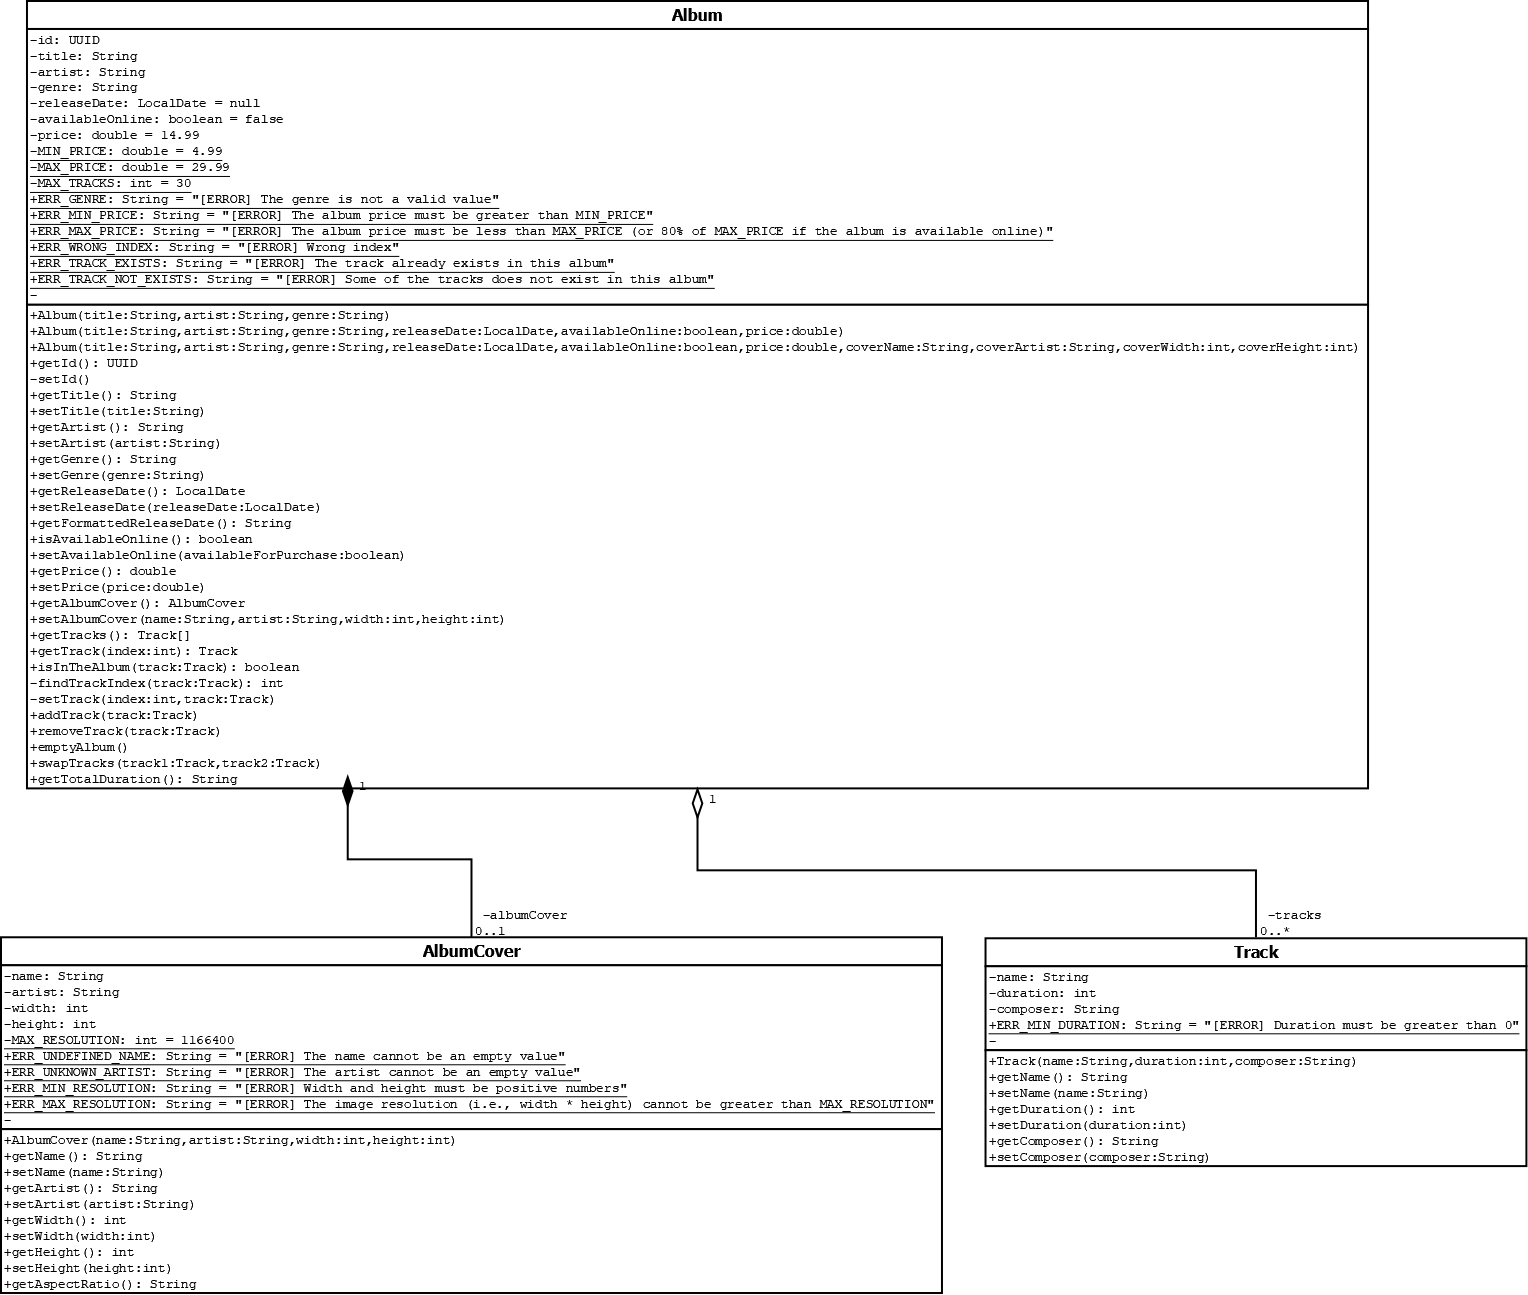 Album
-id: UUID
-title: String
-artist: String
-genre: String
-releaseDate: LocalDate = null
-availableOnline: boolean = false
-price: double = 14.99
-MIN_PRICE: double = 4.99
-MAX_PRICE: double = 29.99
-MAX_TRACKS: int = 30
+ERR_GENRE: String = "[ERROR] The genre is not a valid value"
+ERR_MIN_PRICE: String = "[ERROR] The album price must be greater than MIN_PRICE"
+ERR_MAX_PRICE: String = "[ERROR] The album price must be less than MAX_PRICE (or 80% of MAX_PRICE if the album is available online)"
+ERR_WRONG_INDEX: String = "[ERROR] Wrong index"
+ERR_TRACK_EXISTS: String = "[ERROR] The track already exists in this album"
+ERR_TRACK_NOT_EXISTS: String = "[ERROR] Some of the tracks does not exist in this album"
-
+Album(title:String,artist:String,genre:String)
+Album(title:String,artist:String,genre:String,releaseDate:LocalDate,availableOnline:boolean,price:double)
+Album(title:String,artist:String,genre:String,releaseDate:LocalDate,availableOnline:boolean,price:double,coverName:String,coverArtist:String,coverWidth:int,coverHeight:int)
+getId(): UUID
-setId()
+getTitle(): String
+setTitle(title:String)
+getArtist(): String
+setArtist(artist:String)
+getGenre(): String
+setGenre(genre:String)
+getReleaseDate(): LocalDate
+setReleaseDate(releaseDate:LocalDate)
+getFormattedReleaseDate(): String
+isAvailableOnline(): boolean
+setAvailableOnline(availableForPurchase:boolean)
+getPrice(): double
+setPrice(price:double)
+getAlbumCover(): AlbumCover
+setAlbumCover(name:String,artist:String,width:int,height:int)
+getTracks(): Track[]
+getTrack(index:int): Track
+isInTheAlbum(track:Track): boolean
-findTrackIndex(track:Track): int
-setTrack(index:int,track:Track)
+addTrack(track:Track)
+removeTrack(track:Track)
+emptyAlbum()
+swapTracks(track1:Track,track2:Track)
+getTotalDuration(): String
1
1
-albumCover
0..1
-tracks
0..*
AlbumCover
-name: String
-artist: String
-width: int
-height: int
-MAX_RESOLUTION: int = 1166400
+ERR_UNDEFINED_NAME: String = "[ERROR] The name cannot be an empty value"
+ERR_UNKNOWN_ARTIST: String = "[ERROR] The artist cannot be an empty value"
+ERR_MIN_RESOLUTION: String = "[ERROR] Width and height must be positive numbers"
+ERR_MAX_RESOLUTION: String = "[ERROR] The image resolution (i.e., width * height) cannot be greater than MAX_RESOLUTION"
-
+AlbumCover(name:String,artist:String,width:int,height:int)
+getName(): String
+setName(name:String)
+getArtist(): String
+setArtist(artist:String)
+getWidth(): int
+setWidth(width:int)
+getHeight(): int
+setHeight(height:int)
+getAspectRatio(): String
Track
-name: String
-duration: int
-composer: String
+ERR_MIN_DURATION: String = "[ERROR] Duration must be greater than 0"
-
+Track(name:String,duration:int,composer:String)
+getName(): String
+setName(name:String)
+getDuration(): int
+setDuration(duration:int)
+getComposer(): String
+setComposer(composer:String)